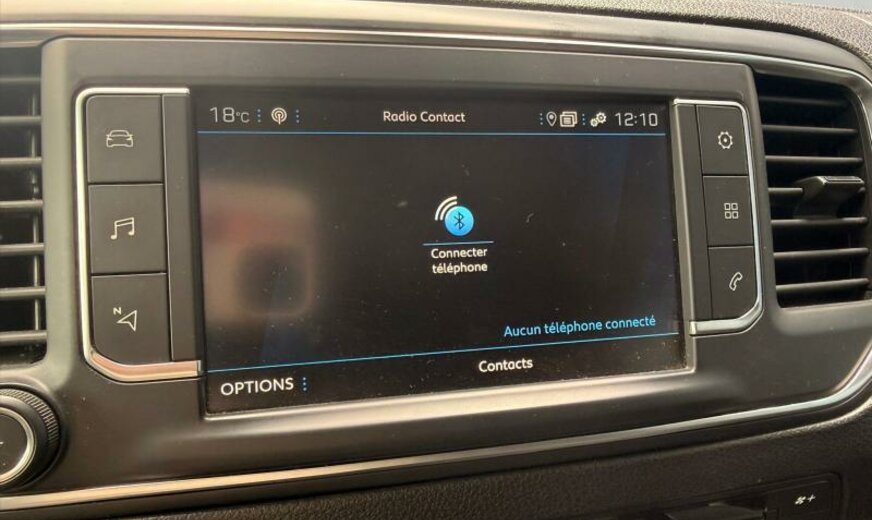 18°C
Radio Contact
12:10
N
Connecter
téléphone
Aucun téléphone connecté
OPTIONS
Contacts